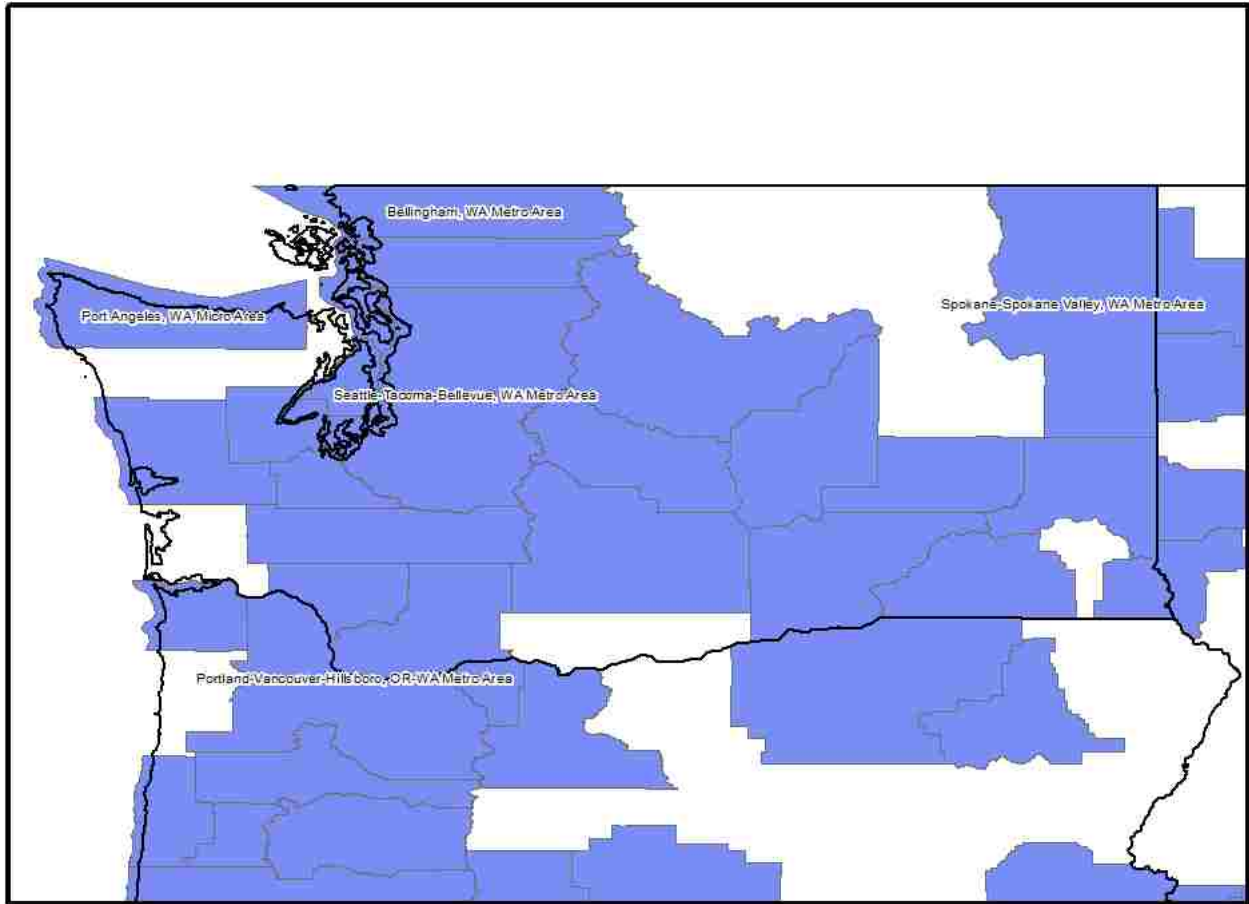 Bellingham, WA Metro Area
Spokane-Spokane Valley, WA Metro Area
Port Angeles, WA Micro Area
Seattle-Tacoma-Bellevue, WA Metro Area
Portland-Vancouver-Hillsboro, OR-WA Metro Area